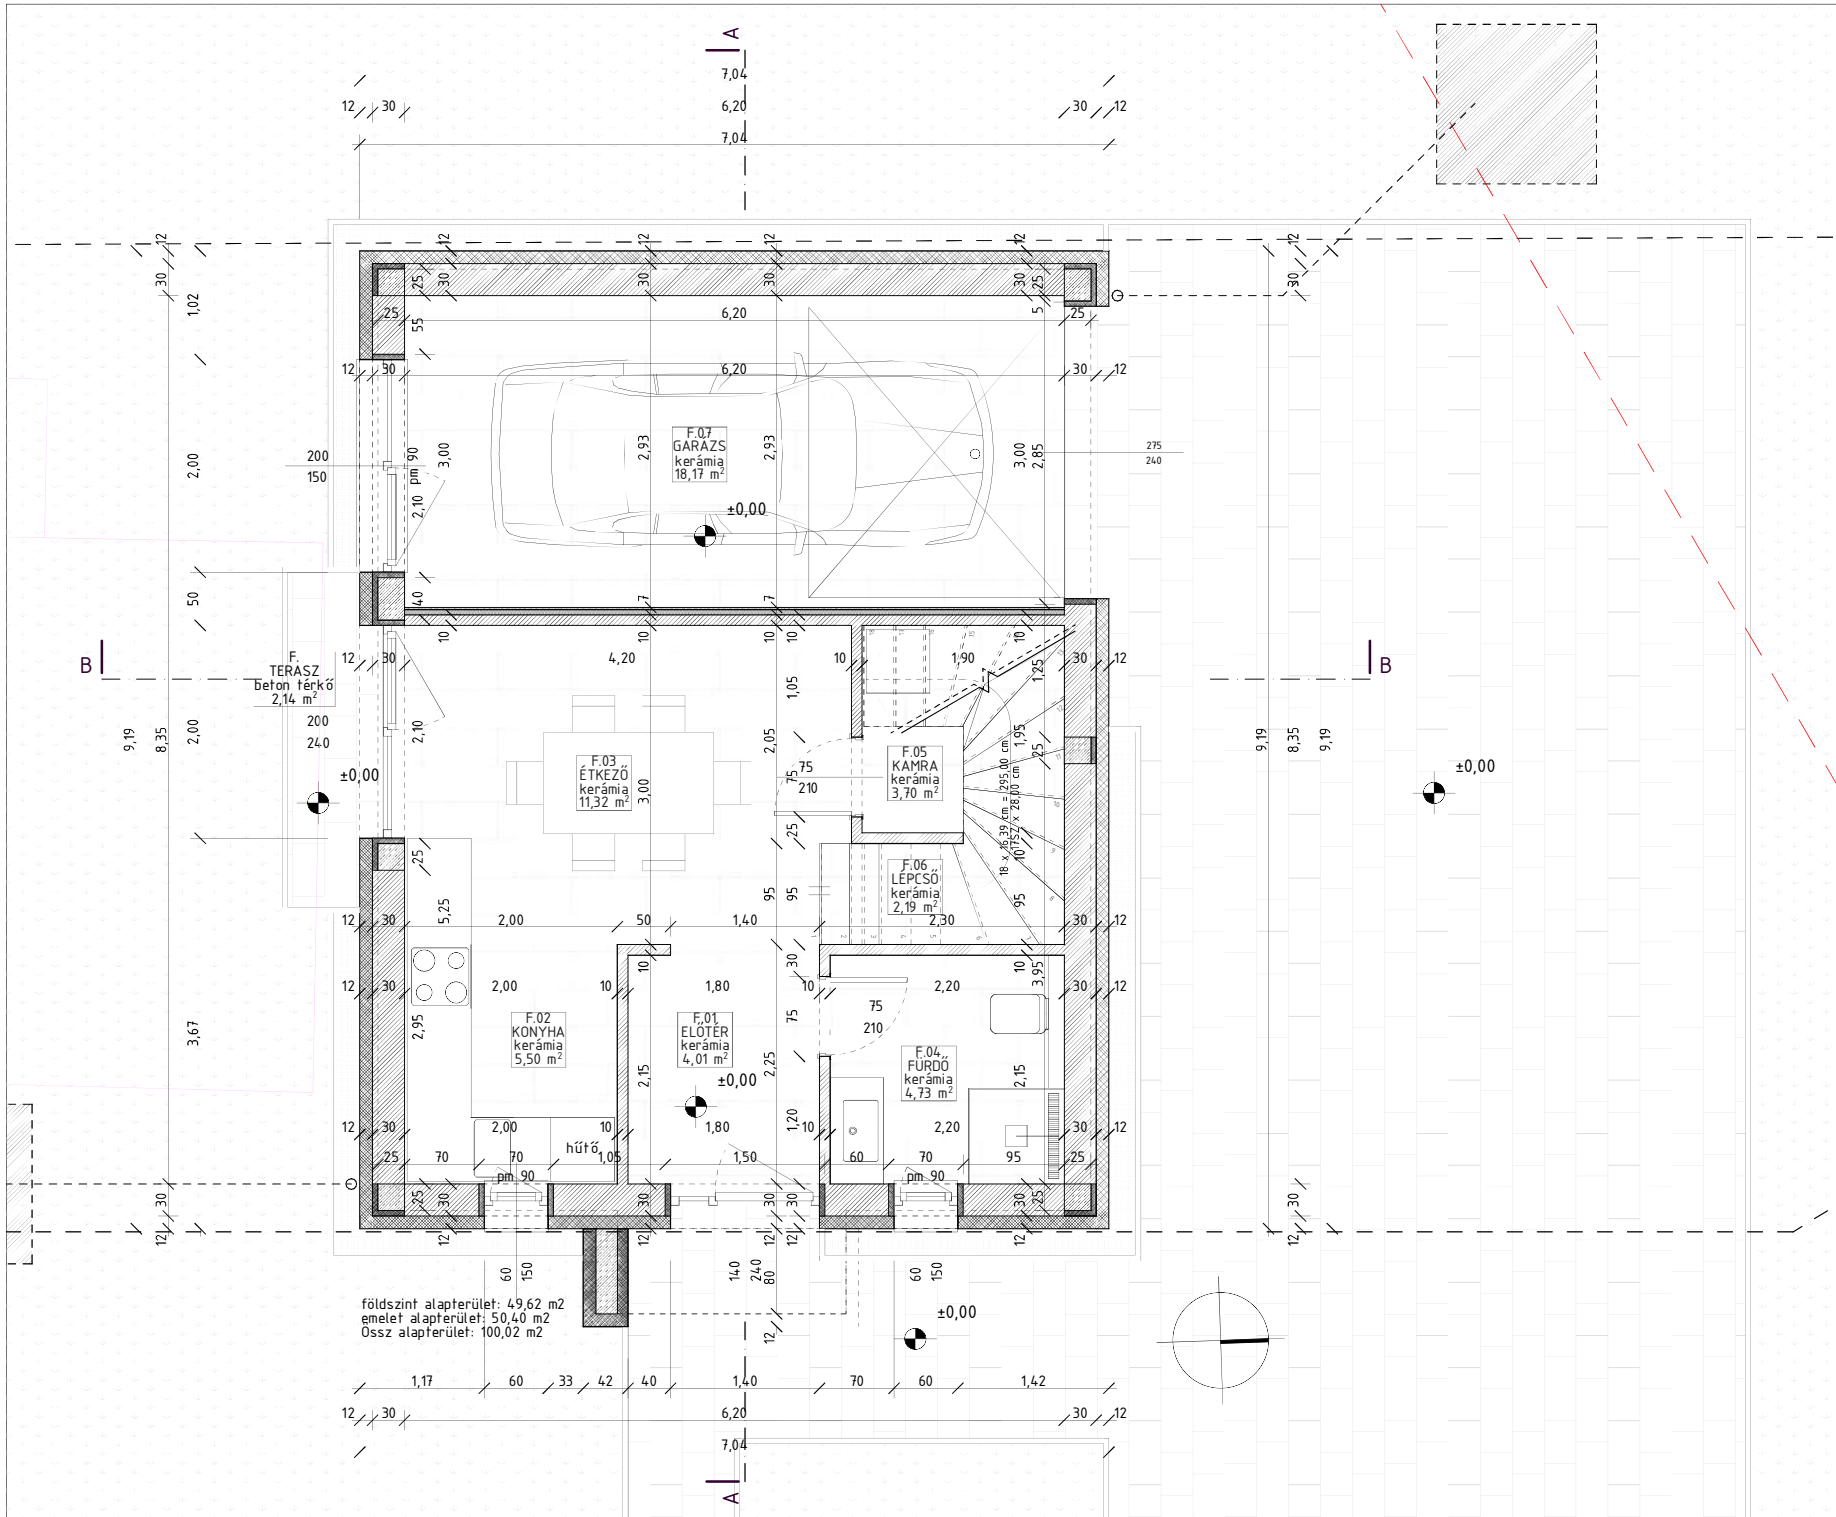 A
7,04
12 30 6,20 30 12
7,04
12 12 12 12 12 12
30 25 30 30 30 30 25 30
1,02
25 55 6,20 5 25
12 30 6,20 30 12
F.07
GARÁZS
kerámia
18,17 m²
200
150
pm 90
3,00
2,93
2,93
3,00
2,85
275
240
2,00
2,10
±0,00
50
40
7
7
10 10 10 10 10
B
B
F.
TERASZ
beton térkő
2,14 m²
12 30 4,20 10 1,90 30 12
1,25
1,05
200
240
2,00
2,10
9,19
8,35
2,05
1,95
25
9,19
8,35
9,19
±0,00
±0,00
F.03
ÉTKEZŐ
kerámia
11,32 m²
3,00
75
75
210
F.05
KAMRA
kerámia
3,70 m²
18 x 16,39 cm = 295,00 cm
17SZ x 28,00 cm
25
25
10
F.06
LÉPCSŐ
kerámia
2,19 m²
5,25
95
95
95
12 30 2,00 50 1,40 2,30 30 12
10
30
10
3,95
12 30 2,00 10 1,80 10 2,20 30 12
75
210
75
2,95
3,67
F.02
KONYHA
kerámia
5,50 m²
F.01
ELŐTÉR
kerámia
4,01 m²
F.04
FÜRDŐ
kerámia
4,73 m²
2,15
2,25
2,15
±0,00
1,20
12 30 2,00 10 1,80 10 2,20 30 12
hűtő
25 70 70 1,05 1,50 60 70 95 25
pm 90
pm 90
30 25 30 30 30 30 30 25 30
12 12 12 12 12 12 12
60
150
140
240
80
60
150
földszint alapterület: 49,62 m2
emelet alapterület: 50,40 m2
Össz alapterület: 100,02 m2
±0,00
12
1,17 60 33 42 40 1,40 70 60 1,42
12 30 6,20 30 12
7,04
A